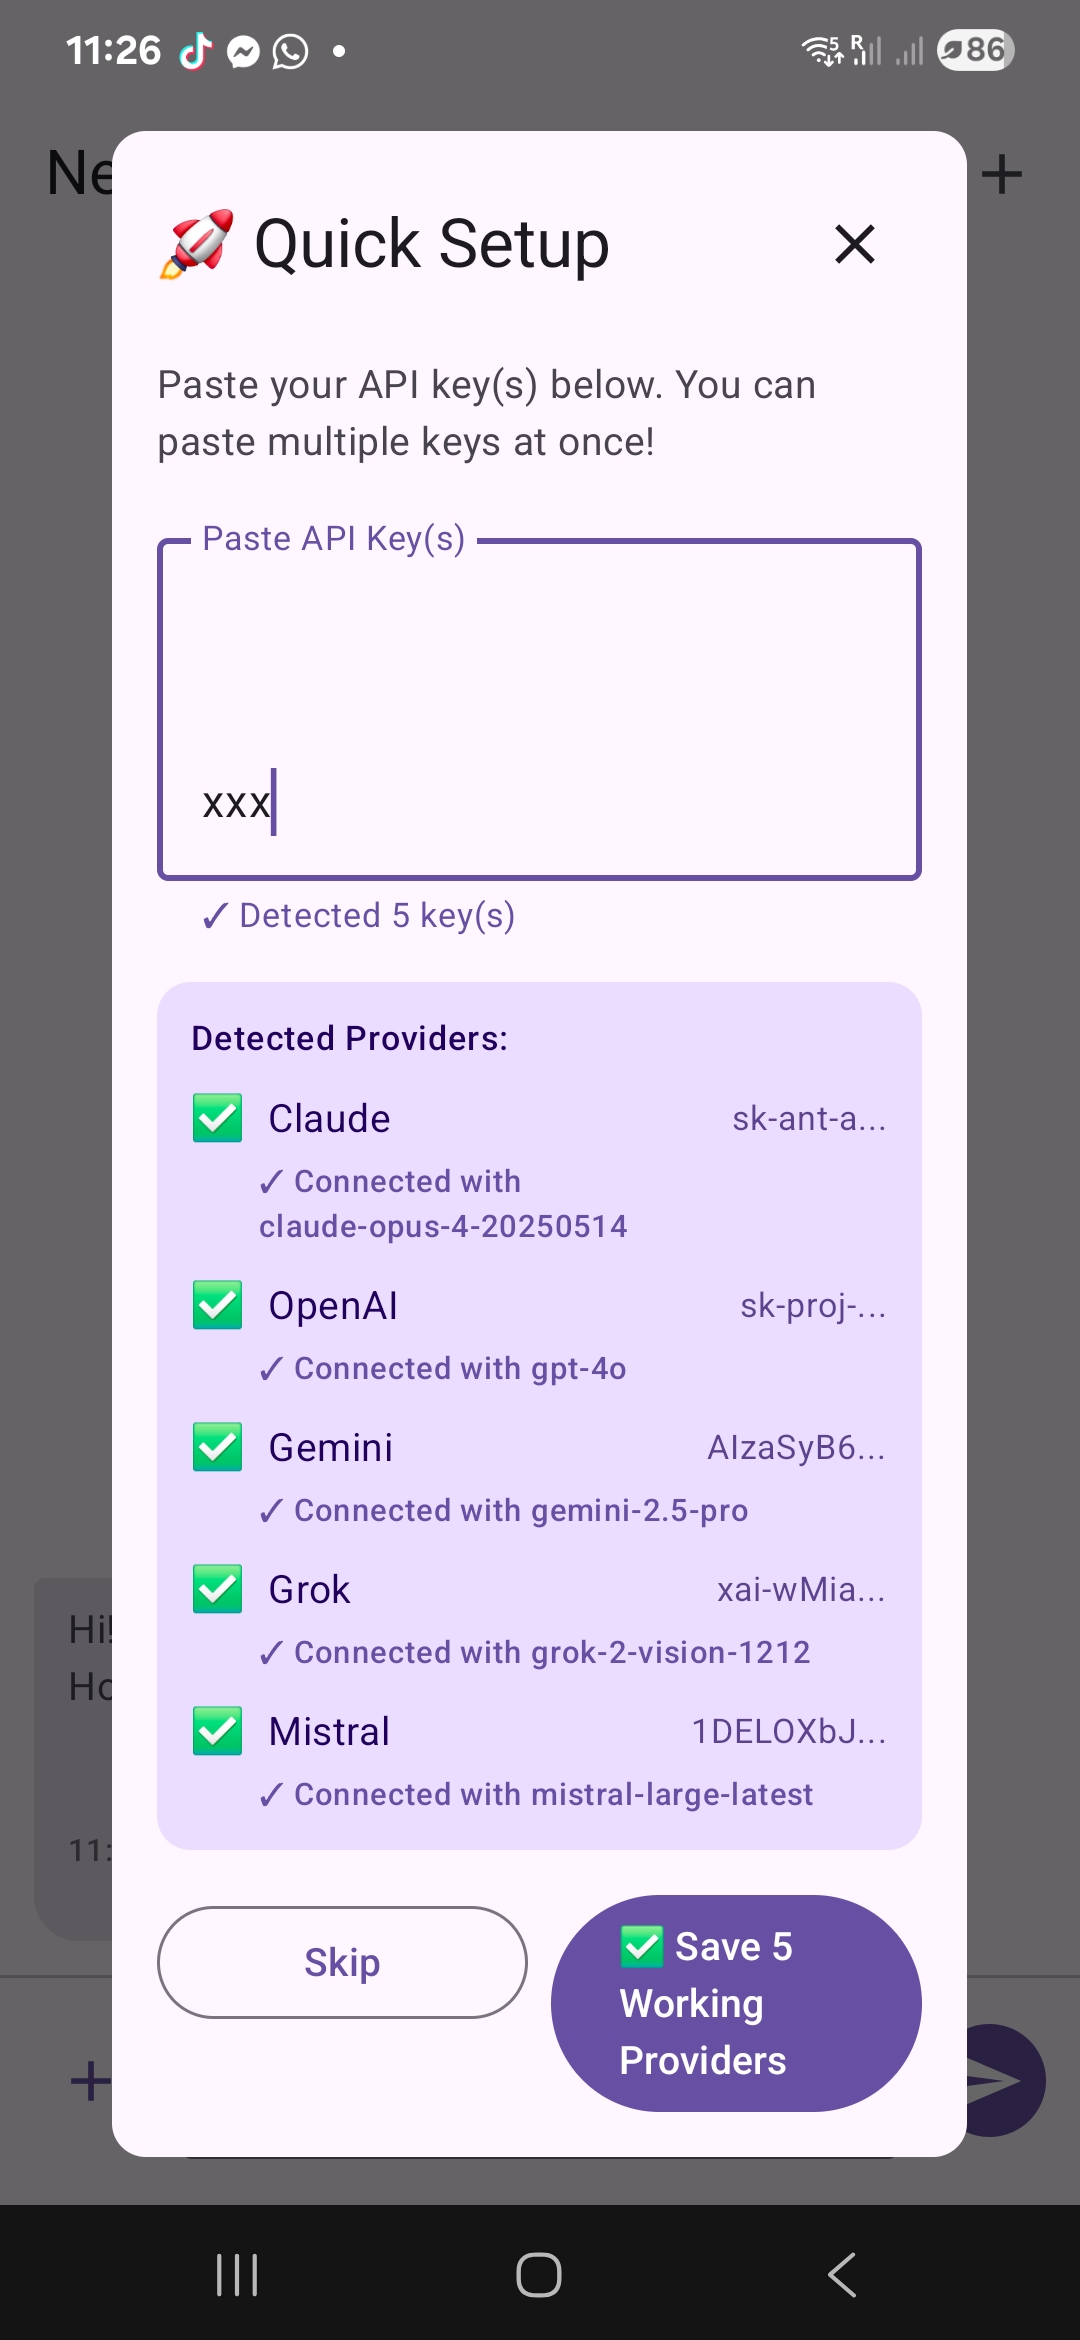 11:26
5 R 86
Ne
Quick Setup
Paste your API key(s) below. You can
paste multiple keys at once!
Paste API Key(s)
xxx
✓ Detected 5 key(s)
Detected Providers:
✅ Claude sk-ant-a...
✓ Connected with
claude-opus-4-20250514
✅ OpenAI sk-proj-...
✓ Connected with gpt-4o
✅ Gemini AIzaSyB6...
✓ Connected with gemini-2.5-pro
✅ Grok xai-wMia...
✓ Connected with grok-2-vision-1212
✅ Mistral 1DELOXbJ...
✓ Connected with mistral-large-latest
Hi!
Ho
11:
Skip
✅ Save 5
Working
Providers